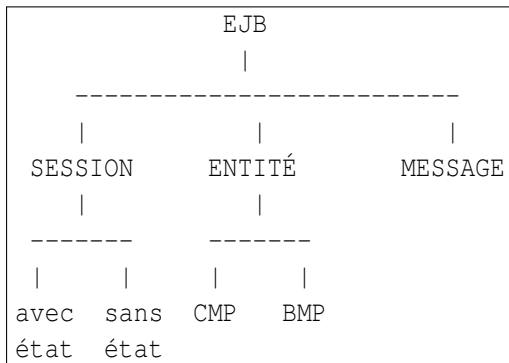 EJB
|
--------------------------
| | |
SESSION ENTITÉ MESSAGE
| |
------- -------
| | | |
avec sans CMP BMP
état état